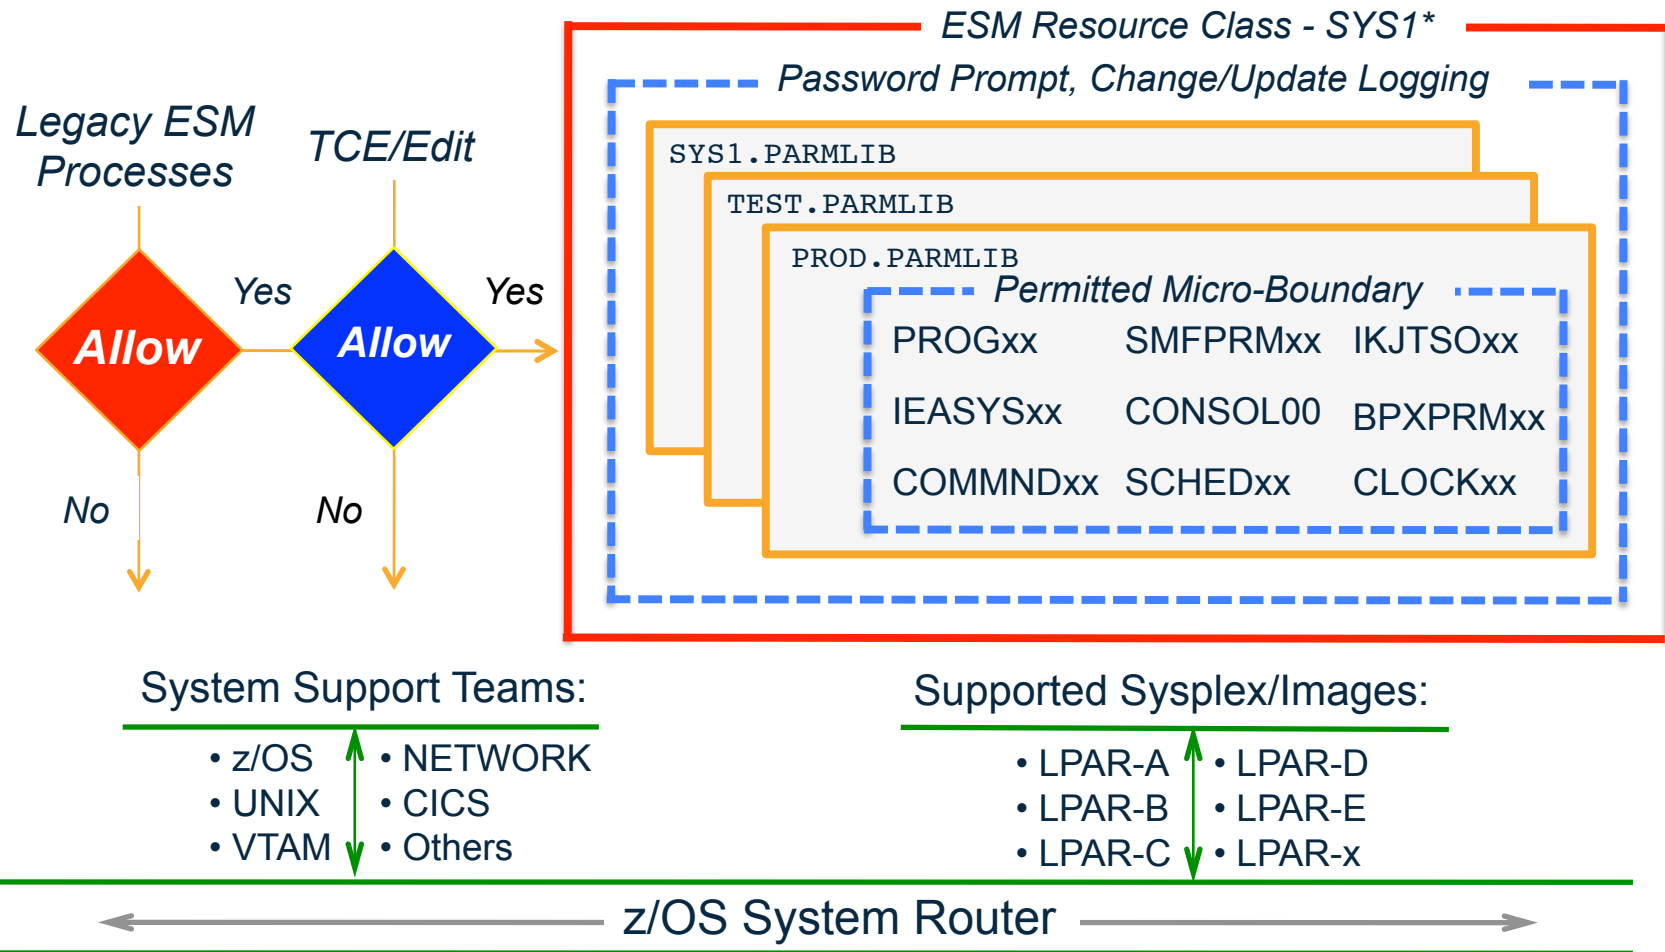 ESM Resource Class - SYS1*
Password Prompt, Change/Update Logging
Legacy ESM
Processes
TCE/Edit
SYS1.PARMLIB
TEST.PARMLIB
PROD.PARMLIB
Permitted Micro-Boundary
Allow
Yes
Allow
Yes
PROGxx SMFPRMxx IKJTSOxx
IEASYSxx CONSOL00 BPXPRMxx
COMMNDxx SCHEDxx CLOCKxx
No
No
System Support Teams:
• z/OS • NETWORK
• UNIX • CICS
• VTAM • Others
Supported Sysplex/Images:
• LPAR-A • LPAR-D
• LPAR-B • LPAR-E
• LPAR-C • LPAR-x
z/OS System Router